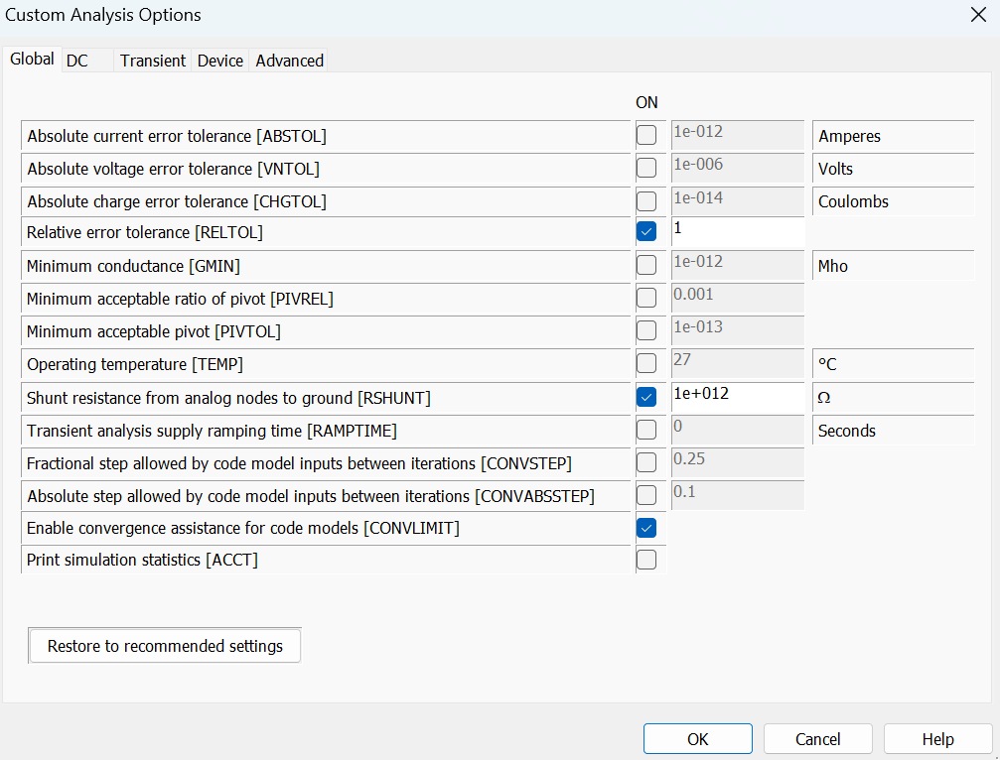 Custom Analysis Options
Global DC Transient Device Advanced
ON
Absolute current error tolerance [ABSTOL] 1e-012 Amperes
Absolute voltage error tolerance [VNTOL] 1e-006 Volts
Absolute charge error tolerance [CHGTOL] 1e-014 Coulombs
Relative error tolerance [RELTOL] 1
Minimum conductance [GMIN] 1e-012 Mho
Minimum acceptable ratio of pivot [PIVREL] 0.001
Minimum acceptable pivot [PIVTOL] 1e-013
Operating temperature [TEMP] 27 °C
Shunt resistance from analog nodes to ground [RSHUNT] 1e+012 Ω
Transient analysis supply ramping time [RAMPTIME] 0 Seconds
Fractional step allowed by code model inputs between iterations [CONVSTEP] 0.25
Absolute step allowed by code model inputs between iterations [CONVABSSTEP] 0.1
Enable convergence assistance for code models [CONVLIMIT]
Print simulation statistics [ACCT]
Restore to recommended settings
OK Cancel Help